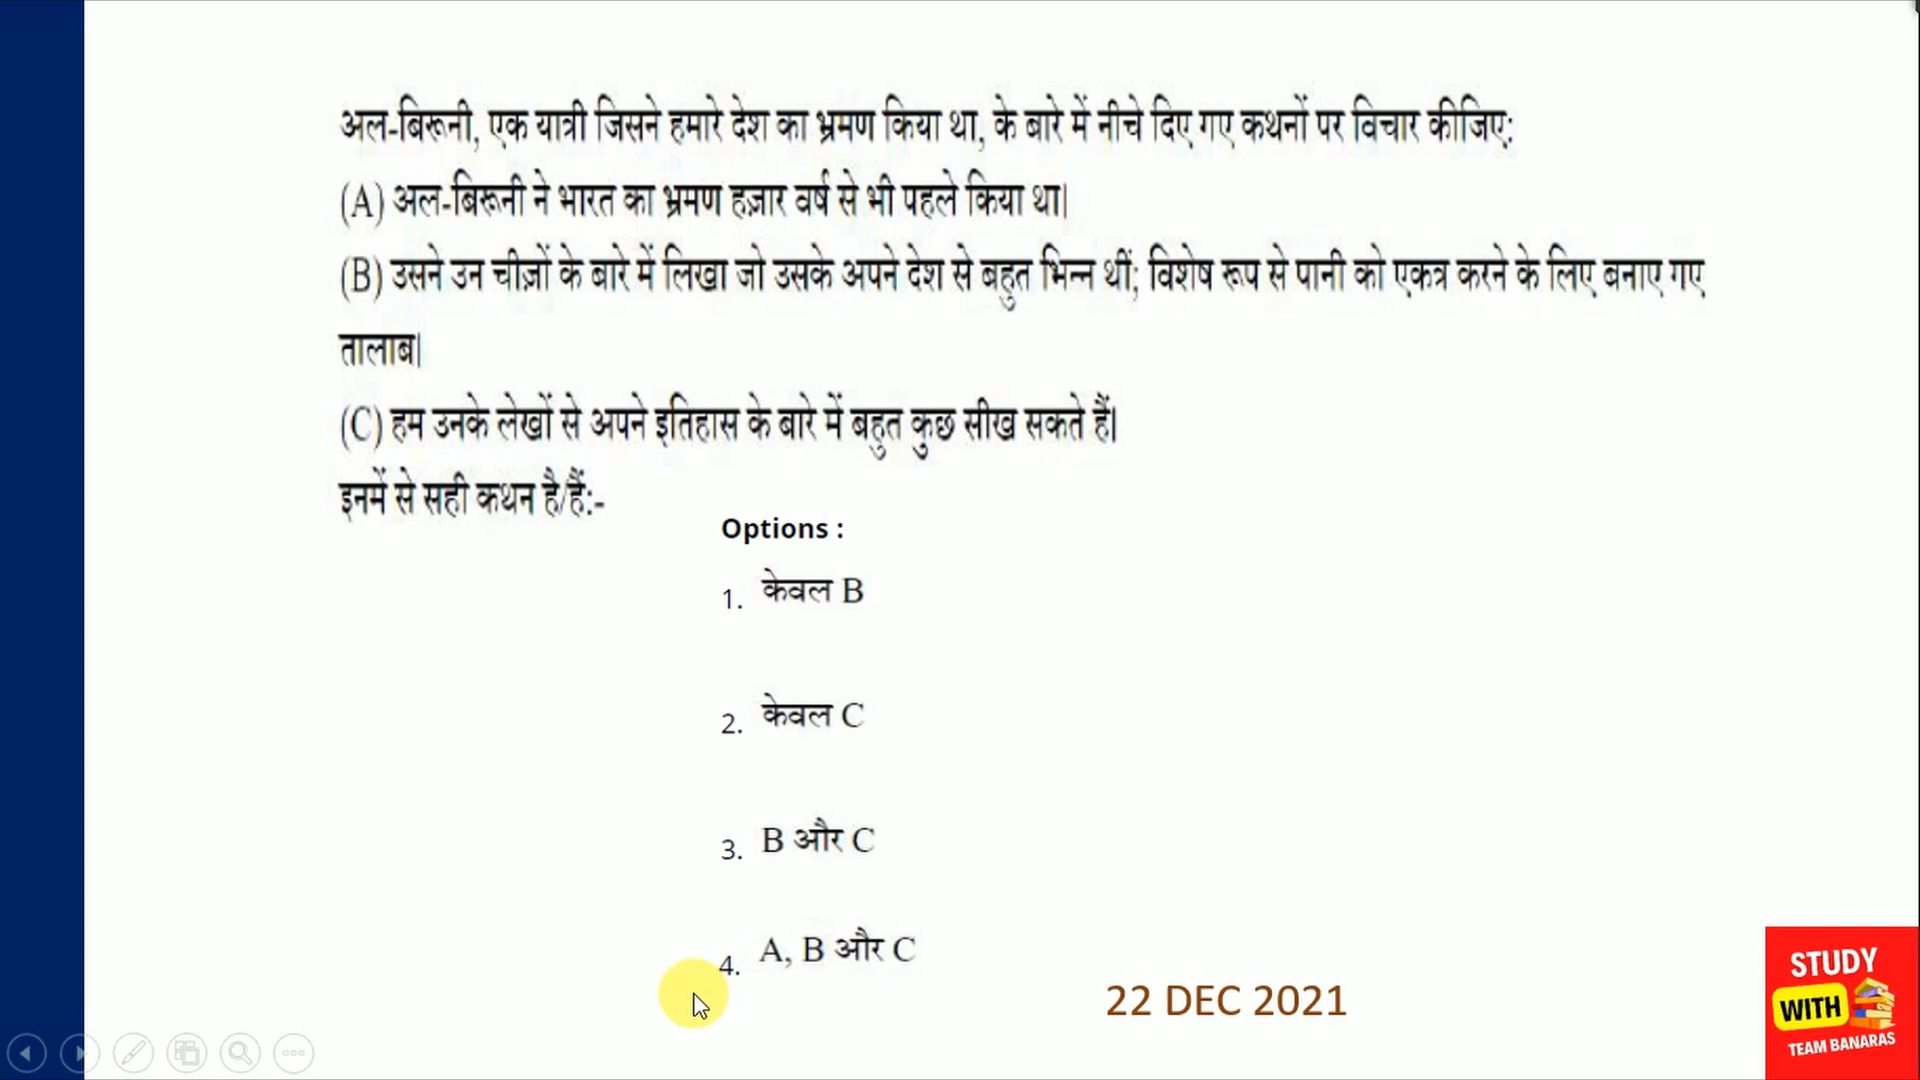 अल-बिरूनी, एक यात्री जिसने हमारे देश का भ्रमण किया था, के बारे में नीचे दिए गए कथनों पर विचार कीजिए:
(A) अल-बिरूनी ने भारत का भ्रमण हज़ार वर्ष से भी पहले किया था|
(B) उसने उन चीज़ों के बारे में लिखा जो उसके अपने देश से बहुत भिन्न थीं; विशेष रूप से पानी को एकत्र करने के लिए बनाए गए
तालाब|
(C) हम उनके लेखों से अपने इतिहास के बारे में बहुत कुछ सीख सकते हैं।
इनमें से सही कथन है/हैं:-
Options :
1. केवल B
2. केवल C
3. B और C
4. A, B और C
22 DEC 2021
STUDY
WITH
TEAM BANARAS